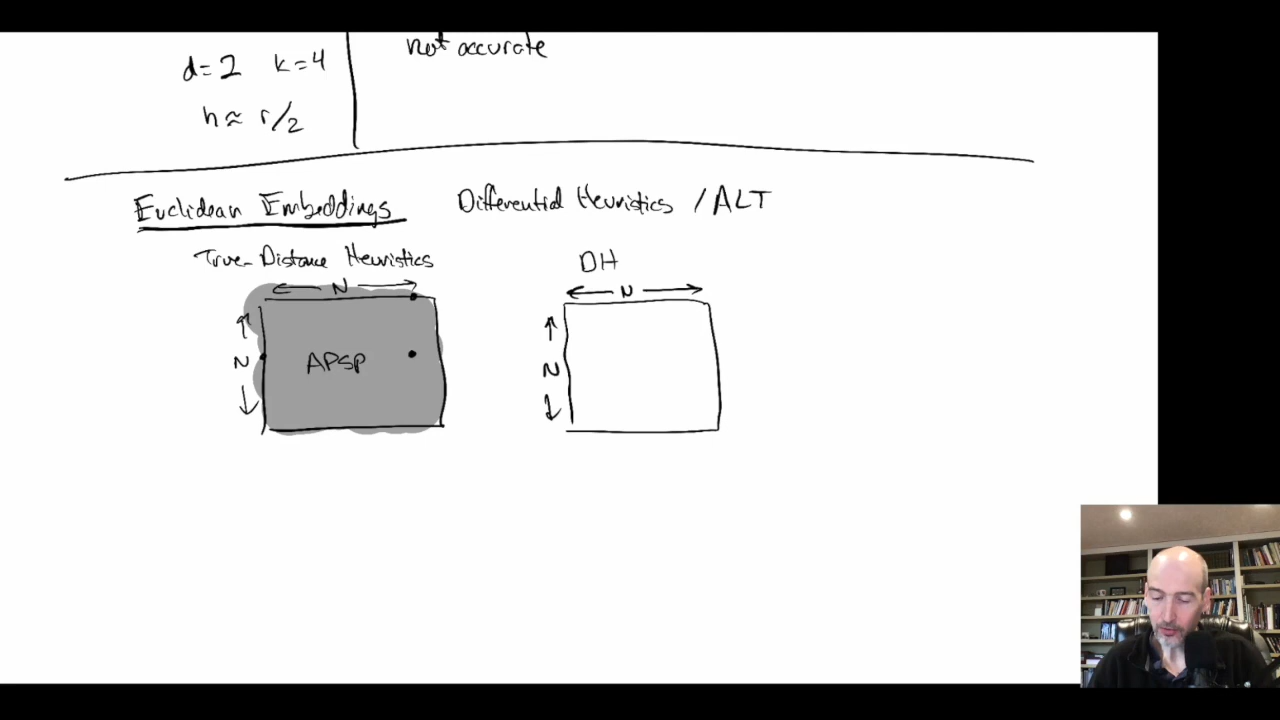 not accurate
d=2 k=4
h≈ r/2
Euclidean Embeddings Differential Heuristics /ALT
True-Distance Heuristics
DH
N
N
N
APSP
N